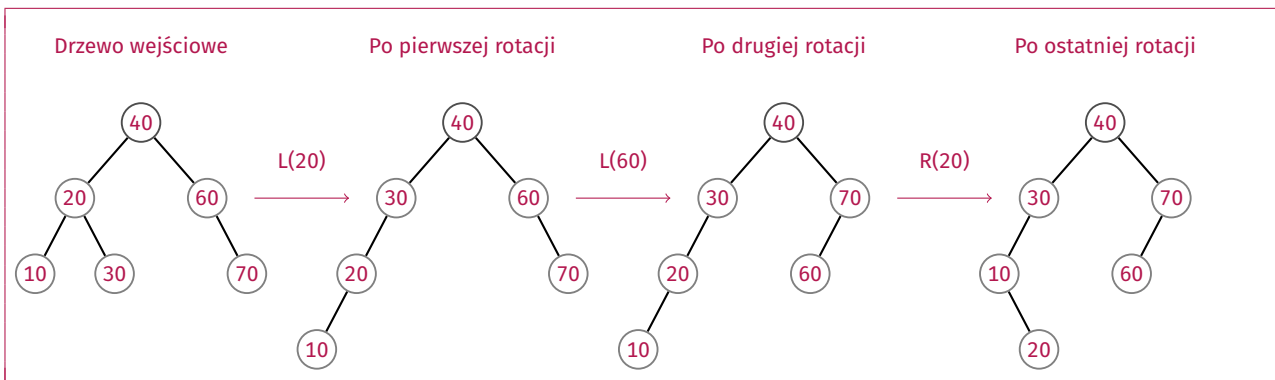 Drzewo wejściowe Po pierwszej rotacji Po drugiej rotacji Po ostatniej rotacji
40 40 40 40
L(20) L(60) R(20)
20 60 30 60 30 70 30 70
10 30 70 20 70 20 60 10 60
10 10 20